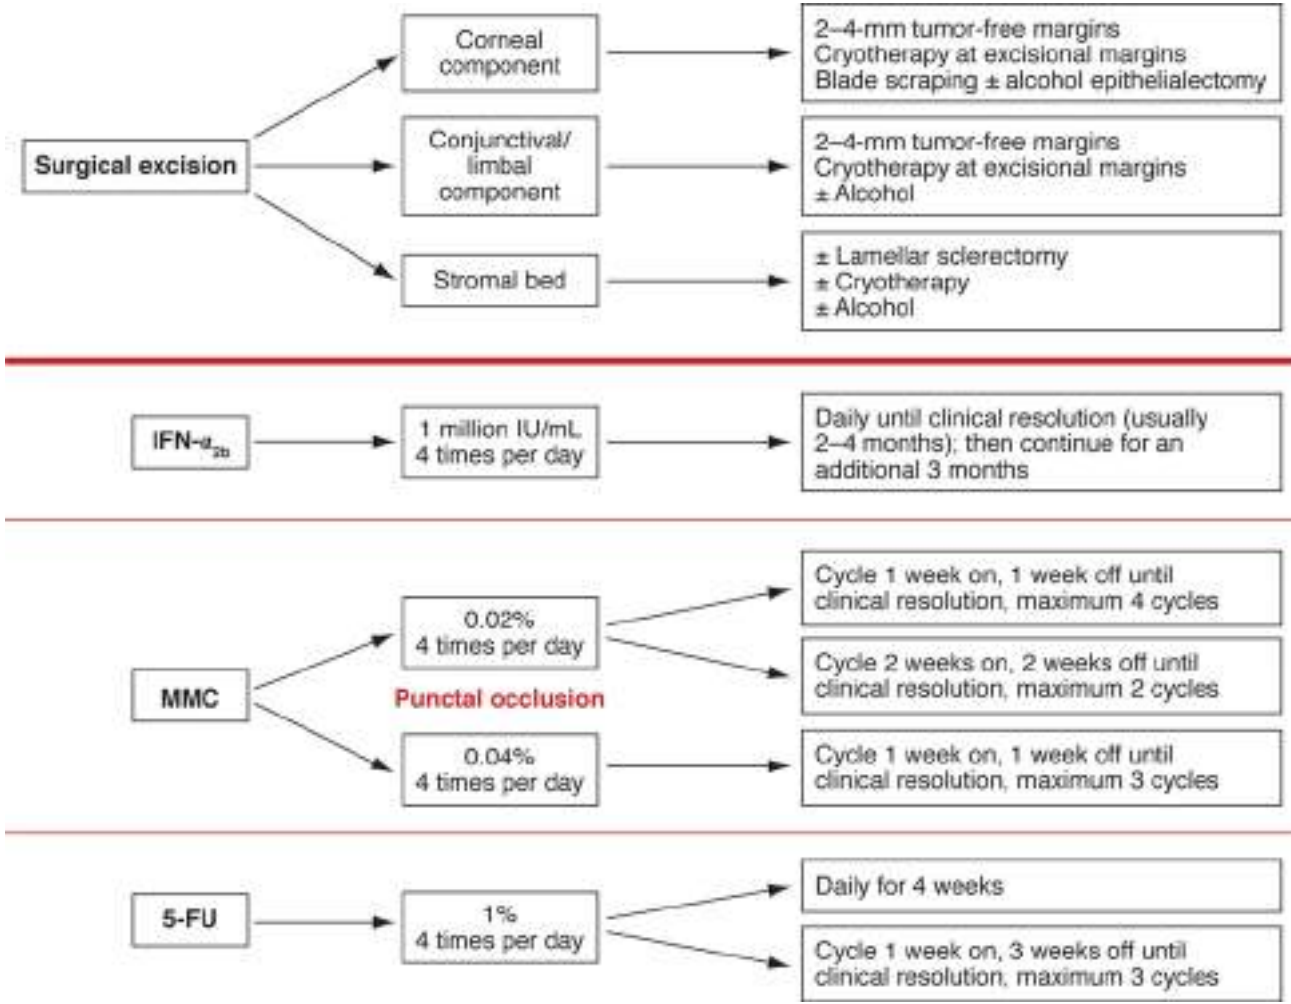 Corneal
component
2–4-mm tumor-free margins
Cryotherapy at excisional margins
Blade scraping ± alcohol epithelialectomy
Surgical excision
Conjunctival/
limbal
component
2–4-mm tumor-free margins
Cryotherapy at excisional margins
± Alcohol
Stromal bed
± Lamellar sclerectomy
± Cryotherapy
± Alcohol
IFN-α2b
1 million IU/mL
4 times per day
Daily until clinical resolution (usually
2–4 months); then continue for an
additional 3 months
MMC
0.02%
4 times per day
Cycle 1 week on, 1 week off until
clinical resolution, maximum 4 cycles
Cycle 2 weeks on, 2 weeks off until
clinical resolution, maximum 2 cycles
Punctal occlusion
0.04%
4 times per day
Cycle 1 week on, 1 week off until
clinical resolution, maximum 3 cycles
5-FU
1%
4 times per day
Daily for 4 weeks
Cycle 1 week on, 3 weeks off until
clinical resolution, maximum 3 cycles